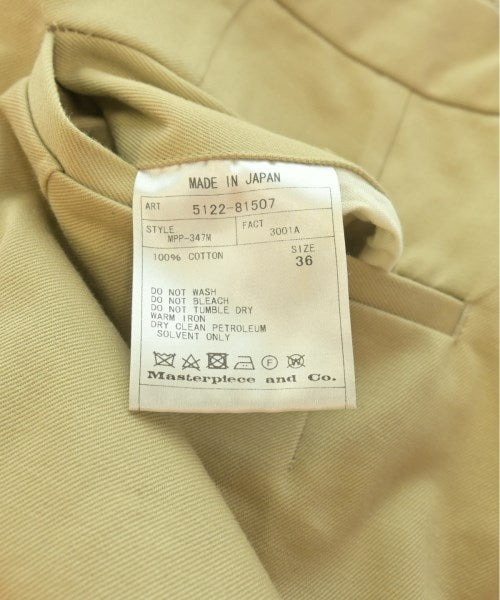 MADE IN JAPAN
ART. 5122-81507
STYLE MPP-347M FACT 3001A
100% COTTON SIZE 36
DO NOT WASH
DO NOT BLEACH
DO NOT TUMBLE DRY
WARM IRON
DRY CLEAN PETROLEUM
SOLVENT ONLY
Masterpiece and Co.